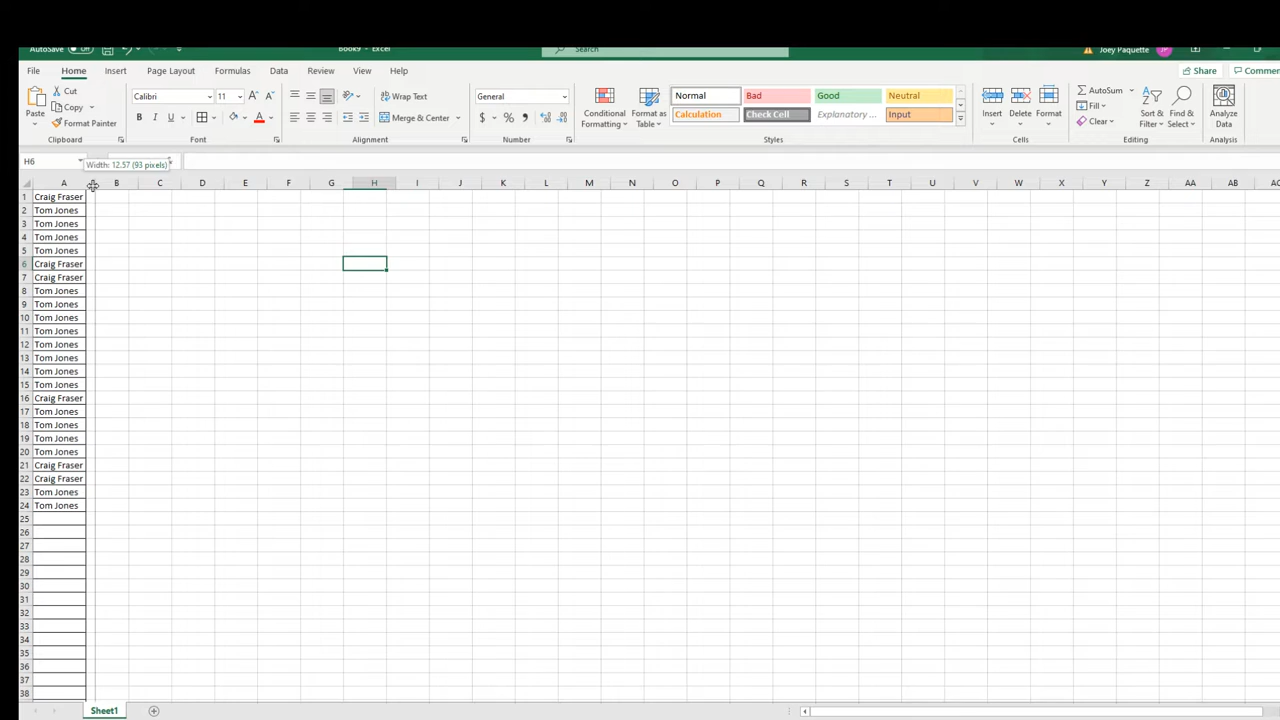 AutoSave Off Book9 - Excel Search Joey Paquette JP
File Home Insert Page Layout Formulas Data Review View Help Share Comme
Paste Cut Copy Format Painter
Calibri 11 A A
B I U A
Wrap Text
Merge & Center
General
$ % ,
Conditional Formatting Format as Table
Normal Bad Good Neutral
Calculation Check Cell Explanatory ... Input
Insert Delete Format
AutoSum Fill Clear
Sort & Filter Find & Select
Analyze Data
Clipboard Font Alignment Number Styles Cells Editing Analysis
H6 Width: 12.57 (93 pixels)
A B C D E F G H I J K L M N O P Q R S T U V W X Y Z AA AB AC
1 Craig Fraser
2 Tom Jones
3 Tom Jones
4 Tom Jones
5 Tom Jones
6 Craig Fraser
7 Craig Fraser
8 Tom Jones
9 Tom Jones
10 Tom Jones
11 Tom Jones
12 Tom Jones
13 Tom Jones
14 Tom Jones
15 Tom Jones
16 Craig Fraser
17 Tom Jones
18 Tom Jones
19 Tom Jones
20 Tom Jones
21 Craig Fraser
22 Craig Fraser
23 Tom Jones
24 Tom Jones
25
26
27
28
29
30
31
32
33
34
35
36
37
38
Sheet1